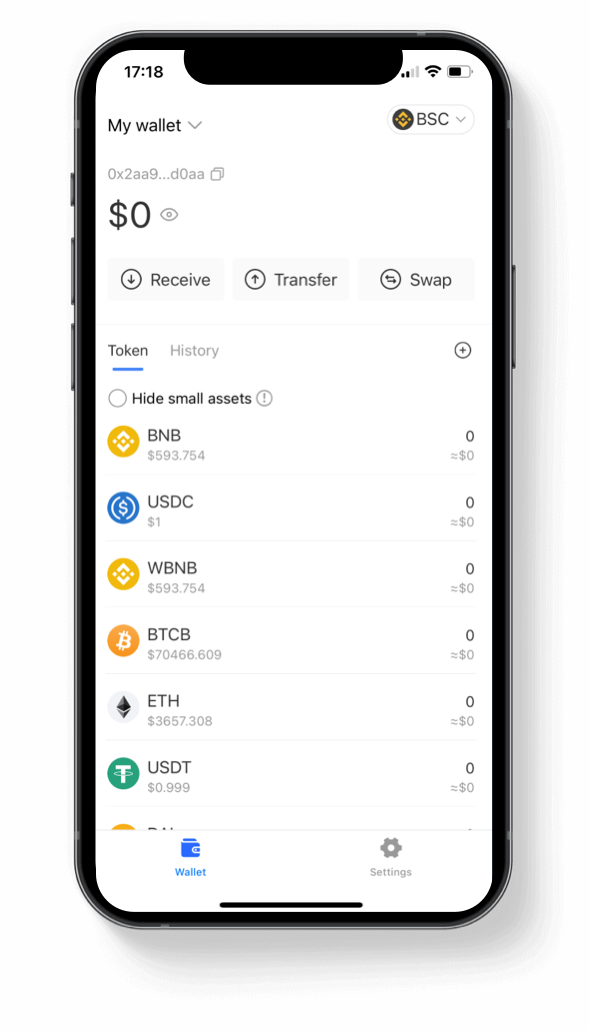 17:18
My wallet
BSC
0x2aa9...d0aa
$0
Receive Transfer Swap
Token History
Hide small assets
BNB 0
$593.754 ≈$0
USDC 0
$1 ≈$0
WBNB 0
$593.754 ≈$0
BTCB 0
$70466.609 ≈$0
ETH 0
$3657.308 ≈$0
USDT 0
$0.999 ≈$0
Wallet Settings